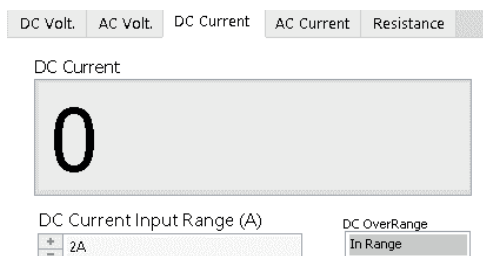 DC Volt. AC Volt. DC Current AC Current Resistance
DC Current
0
DC Current Input Range (A)
DC OverRange
+ 2A
In Range